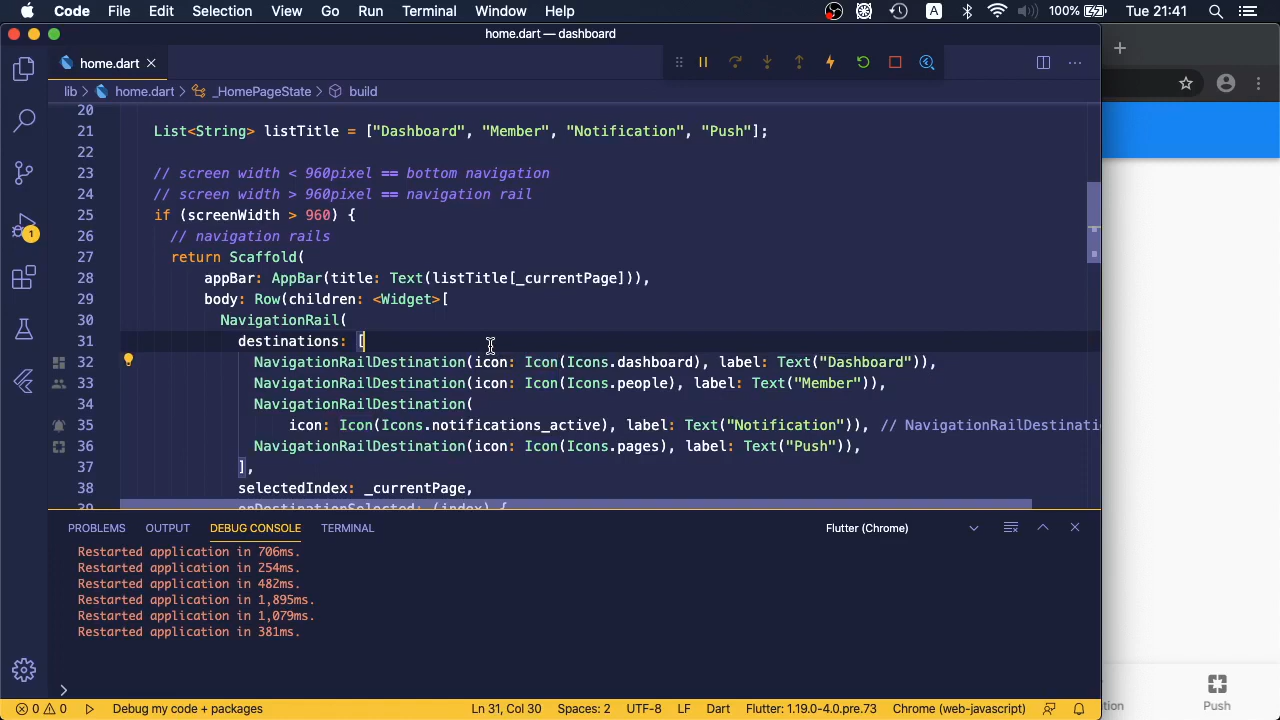 Code File Edit Selection View Go Run Terminal Window Help
A 100% Tue 21:41
home.dart — dashboard
home.dart
lib > home.dart > _HomePageState > build
20
21 List<String> listTitle = ["Dashboard", "Member", "Notification", "Push"];
22
23 // screen width < 960pixel == bottom navigation
24 // screen width > 960pixel == navigation rail
25 if (screenWidth > 960) {
26 // navigation rails
27 return Scaffold(
28 appBar: AppBar(title: Text(listTitle[_currentPage])),
29 body: Row(children: <Widget>[
30 NavigationRail(
31 destinations: [
32 NavigationRailDestination(icon: Icon(Icons.dashboard), label: Text("Dashboard")),
33 NavigationRailDestination(icon: Icon(Icons.people), label: Text("Member")),
34 NavigationRailDestination(
35 icon: Icon(Icons.notifications_active), label: Text("Notification")), // NavigationRailDestinati
36 NavigationRailDestination(icon: Icon(Icons.pages), label: Text("Push")),
37 ],
38 selectedIndex: _currentPage,
39 onDestinationSelected: (index) {
1
PROBLEMS OUTPUT DEBUG CONSOLE TERMINAL Flutter (Chrome)
Restarted application in 706ms.
Restarted application in 254ms.
Restarted application in 482ms.
Restarted application in 1,895ms.
Restarted application in 1,079ms.
Restarted application in 381ms.
>
0 0 Debug my code + packages Ln 31, Col 30 Spaces: 2 UTF-8 LF Dart Flutter: 1.19.0-4.0.pre.73 Chrome (web-javascript)
tion Push